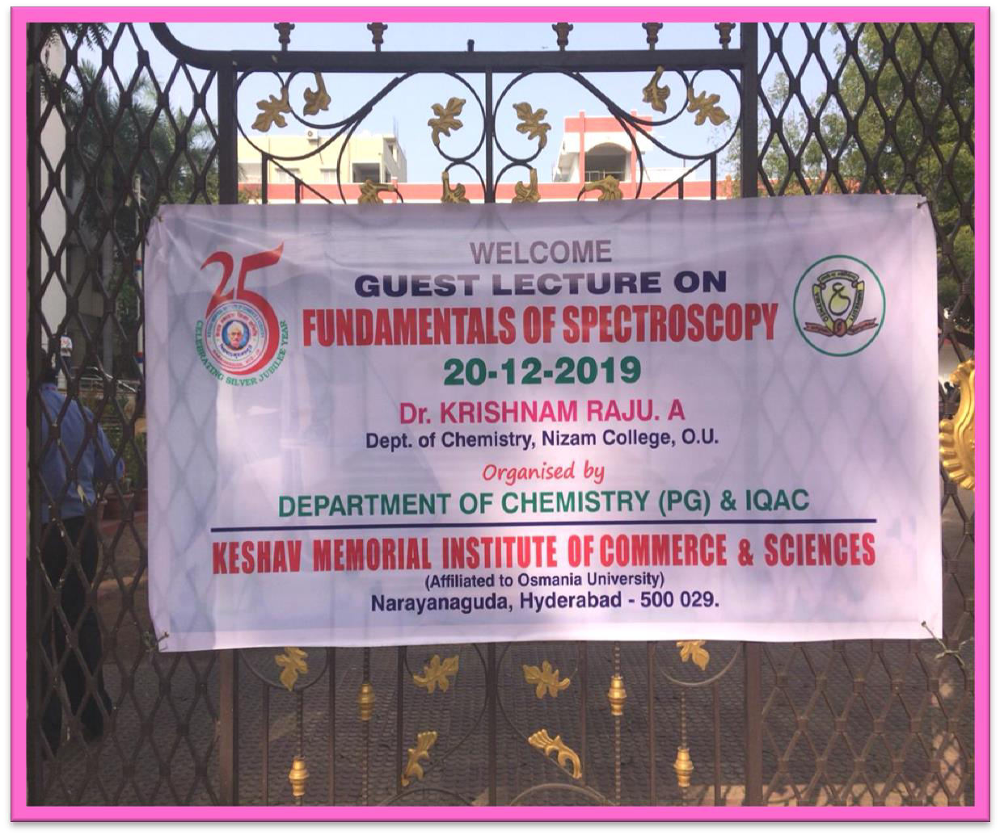 WELCOME
GUEST LECTURE ON
FUNDAMENTALS OF SPECTROSCOPY
20-12-2019
Dr. KRISHNAM RAJU. A
Dept. of Chemistry, Nizam College, O.U.
Organised by
DEPARTMENT OF CHEMISTRY (PG) & IQAC
KESHAV MEMORIAL INSTITUTE OF COMMERCE & SCIENCES
(Affiliated to Osmania University)
Narayanaguda, Hyderabad - 500 029.
25
CELEBRATING SILVER JUBILEE YEAR